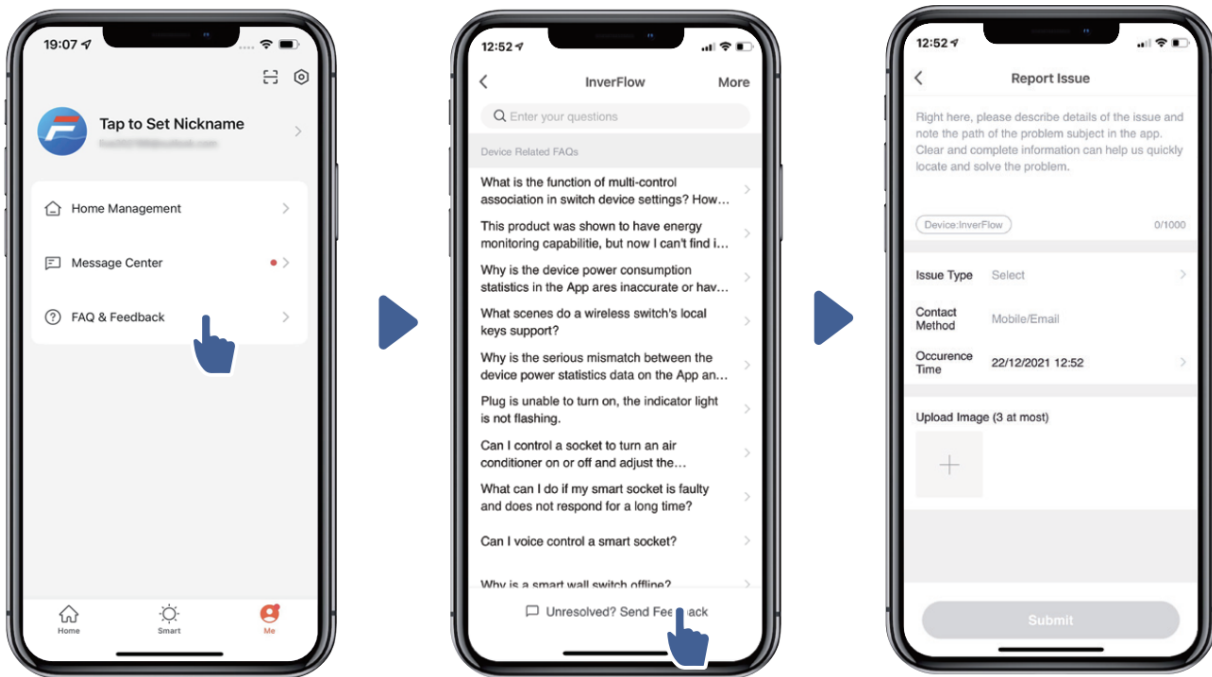 19:07
Tap to Set Nickname
Home Management
Message Center
FAQ & Feedback
Home
Smart
Me
12:52
InverFlow
More
Enter your questions
Device Related FAQs
What is the function of multi-control
association in switch device settings? How...
This product was shown to have energy
monitoring capabilitie, but now I can't find i...
Why is the device power consumption
statistics in the App ares inaccurate or hav...
What scenes do a wireless switch's local
keys support?
Why is the serious mismatch between the
device power statistics data on the App an...
Plug is unable to turn on, the indicator light
is not flashing.
Can I control a socket to turn an air
conditioner on or off and adjust the...
What can I do if my smart socket is faulty
and does not respond for a long time?
Can I voice control a smart socket?
Why is a smart wall switch offline?
Unresolved? Send Fee ack
12:52
Report Issue
Right here, please describe details of the issue and
note the path of the problem subject in the app.
Clear and complete information can help us quickly
locate and solve the problem.
Device:InverFlow
0/1000
Issue Type Select
Contact
Method
Mobile/Email
Occurence
Time
22/12/2021 12:52
Upload Image (3 at most)
Submit